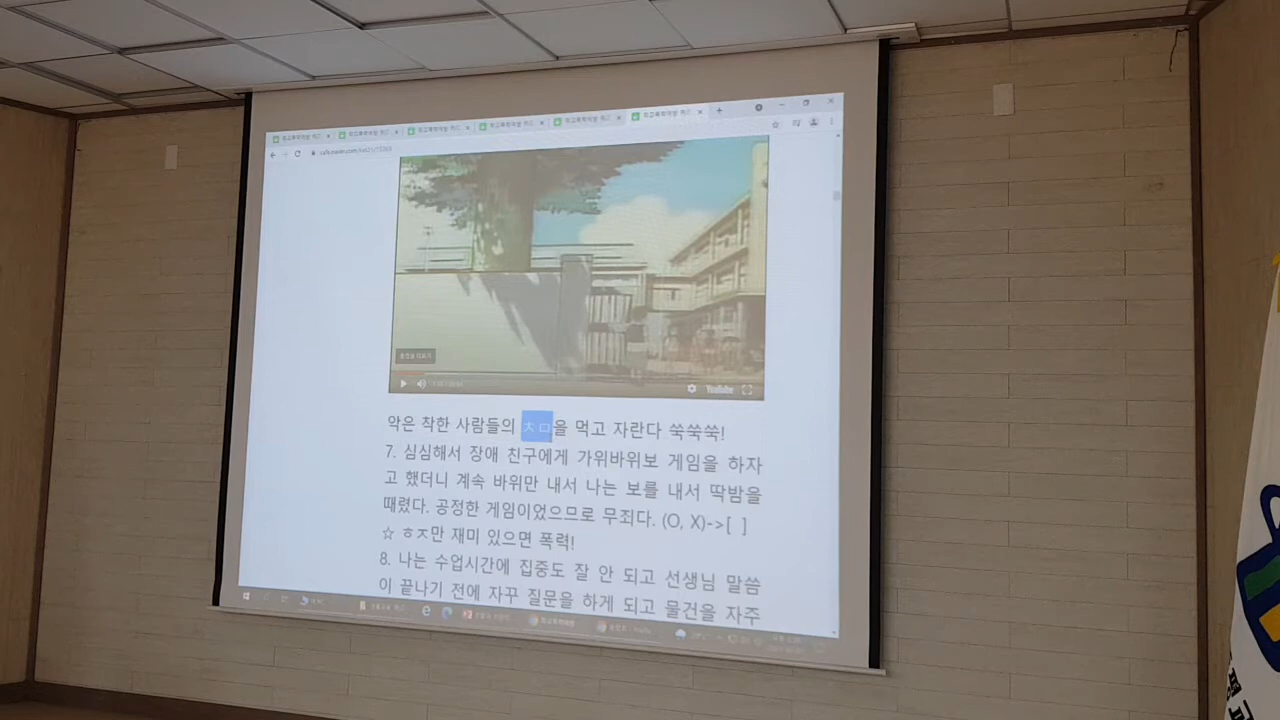 YouTube
악은 착한 사람들의 ㅊㅁ을 먹고 자란다 쑥쑥쑥!
7. 심심해서 장애 친구에게 가위바위보 게임을 하자
고 했더니 계속 바위만 내서 나는 보를 내서 딱밤을
때렸다. 공정한 게임이었으므로 무죄다. (O, X)->[ ]
☆ ㅎㅈ만 재미 있으면 폭력!
8. 나는 수업시간에 집중도 잘 안 되고 선생님 말씀
이 끝나기 전에 자꾸 질문을 하게 되고 물건을 자주